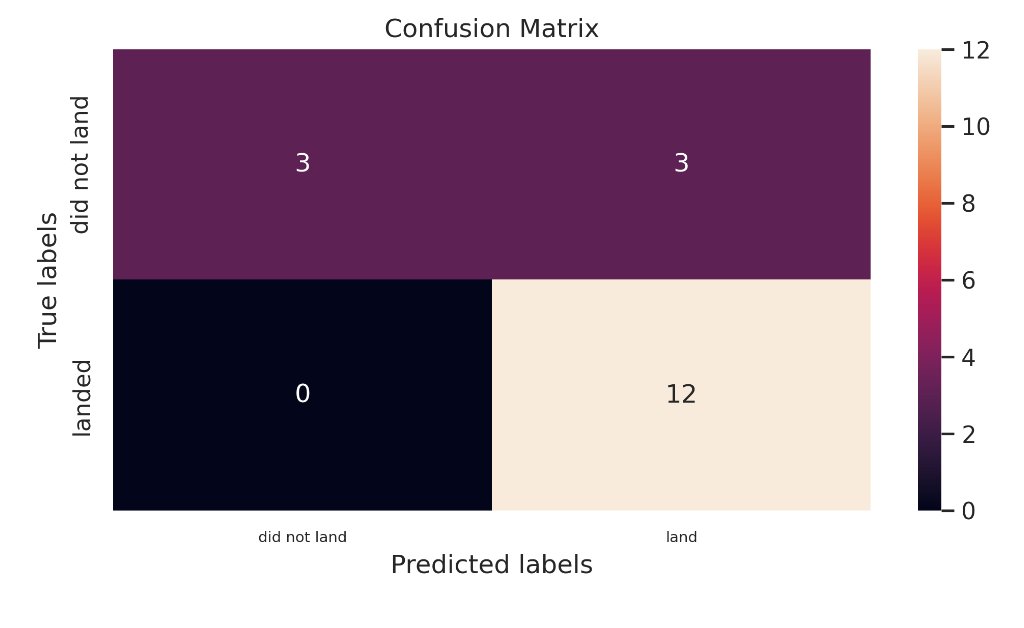 Confusion Matrix
True labels
did not land
landed
3
3
0
12
did not land
land
Predicted labels
12
10
8
6
4
2
0